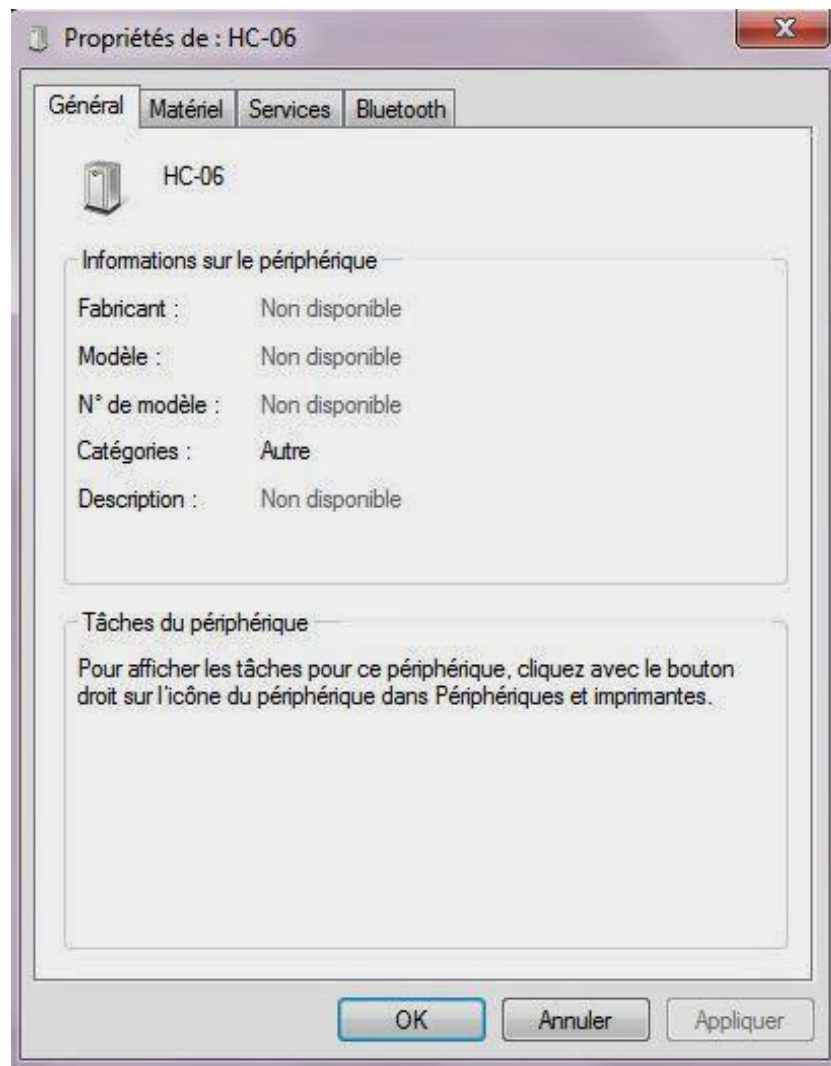 Propriétés de : HC-06
Général Matériel Services Bluetooth
HC-06
Informations sur le périphérique
Fabricant : Non disponible
Modèle : Non disponible
N° de modèle : Non disponible
Catégories : Autre
Description : Non disponible
Tâches du périphérique
Pour afficher les tâches pour ce périphérique, cliquez avec le bouton
droit sur l'icône du périphérique dans Périphériques et imprimantes.
OK Annuler Appliquer